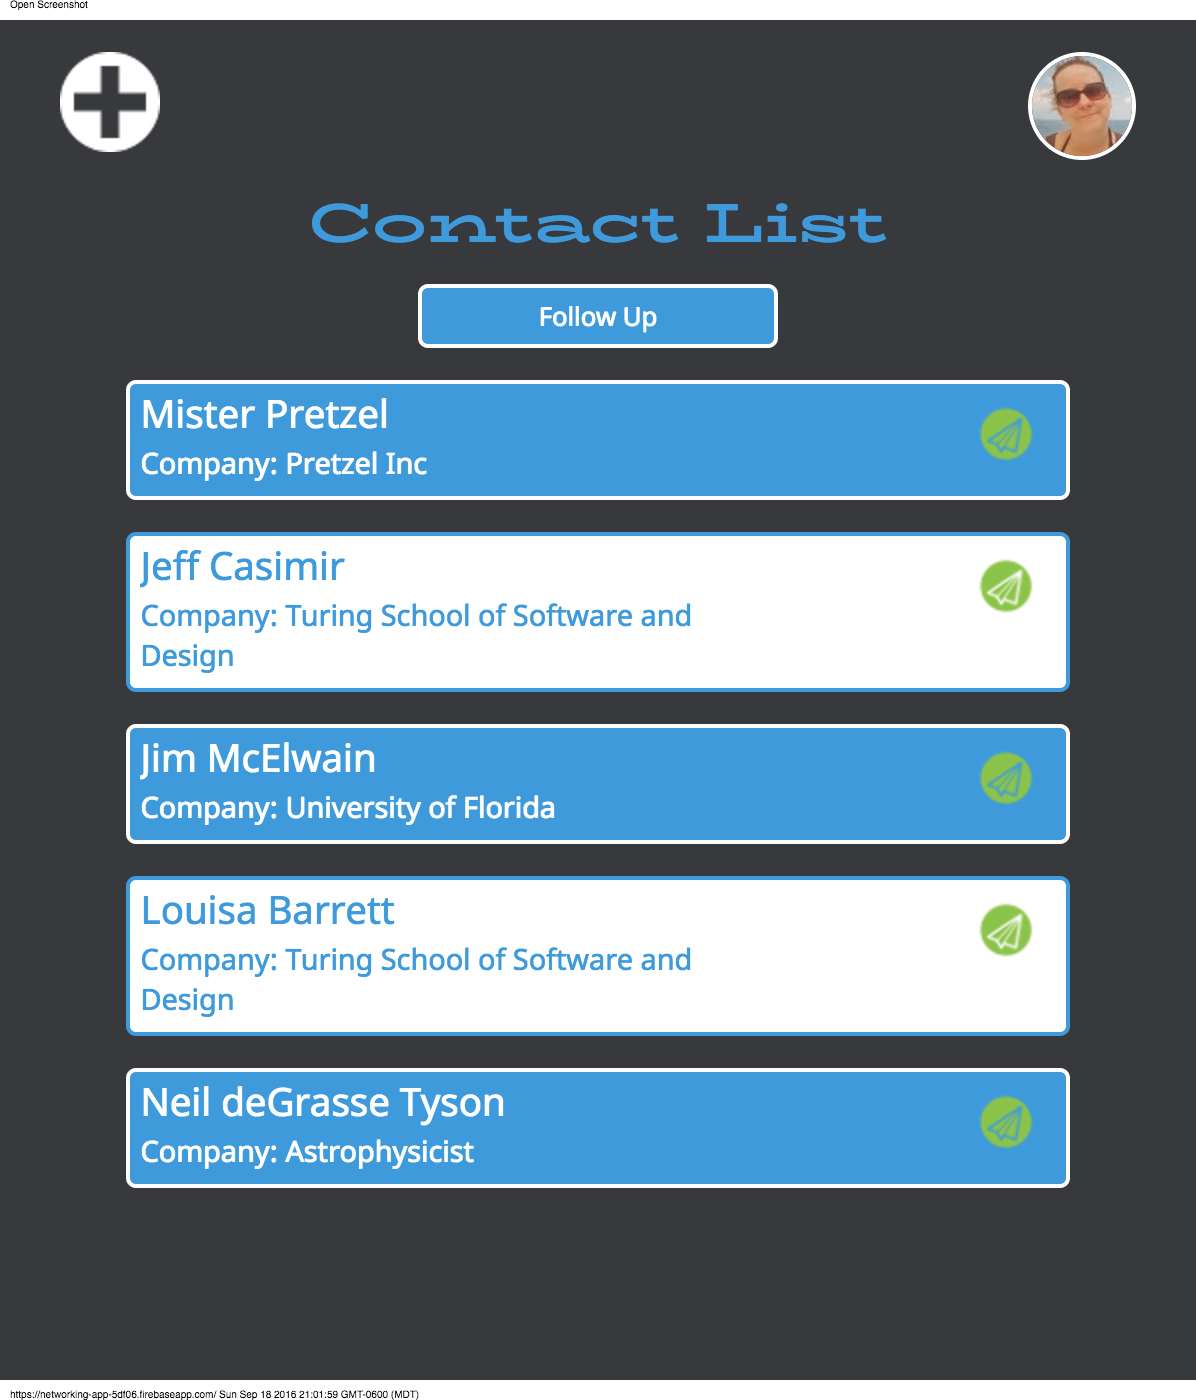 Open Screenshot
Contact List
Follow Up
Mister Pretzel
Company: Pretzel Inc
Jeff Casimir
Company: Turing School of Software and
Design
Jim McElwain
Company: University of Florida
Louisa Barrett
Company: Turing School of Software and
Design
Neil deGrasse Tyson
Company: Astrophysicist
https://networking-app-5df06.firebaseapp.com/ Sun Sep 18 2016 21:01:59 GMT-0600 (MDT)